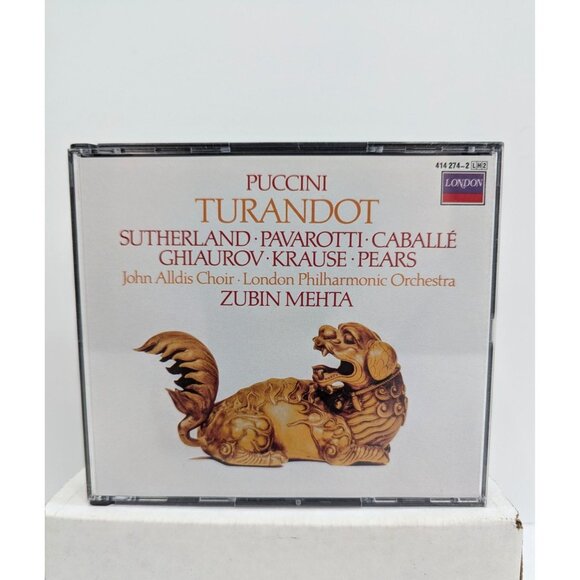 414 274-2 LH2
LONDON
PUCCINI
TURANDOT
SUTHERLAND · PAVAROTTI · CABALLÉ
GHIAUROV · KRAUSE · PEARS
John Alldis Choir · London Philharmonic Orchestra
ZUBIN MEHTA